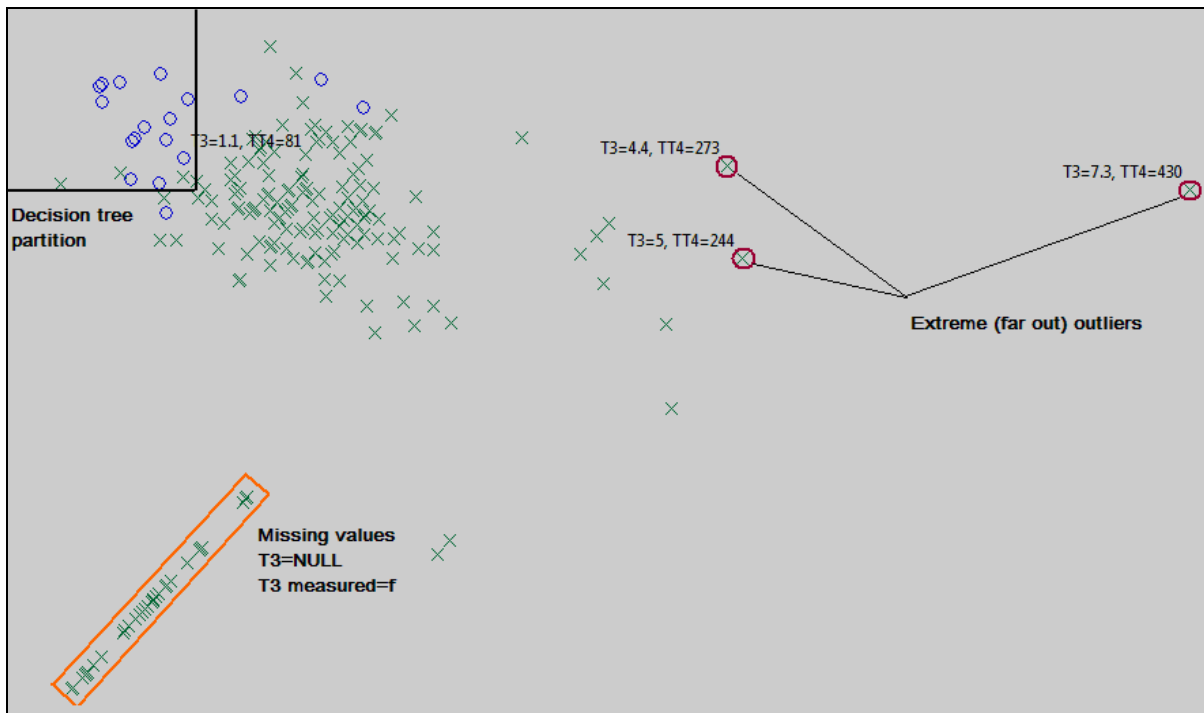 T3=1.1, TT4=81
T3=4.4, TT4=273
T3=7.3, TT4=430
Decision tree
partition
T3=5, TT4=244
Extreme (far out) outliers
Missing values
T3=NULL
T3 measured=f